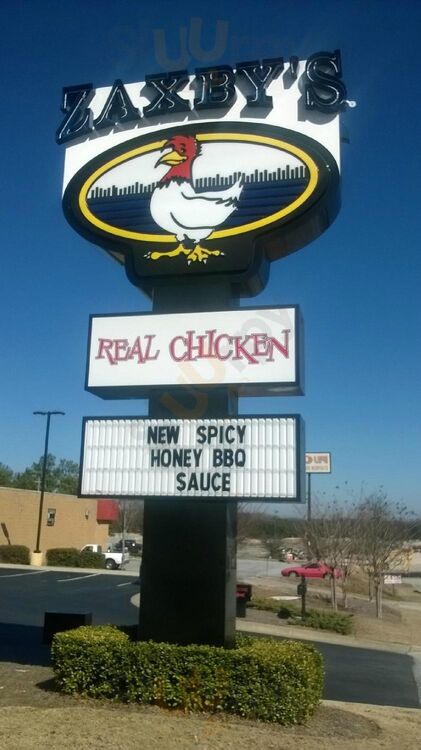 ZAXBY'S
REAL CHICKEN
NEW SPICY
HONEY BBQ
SAUCE